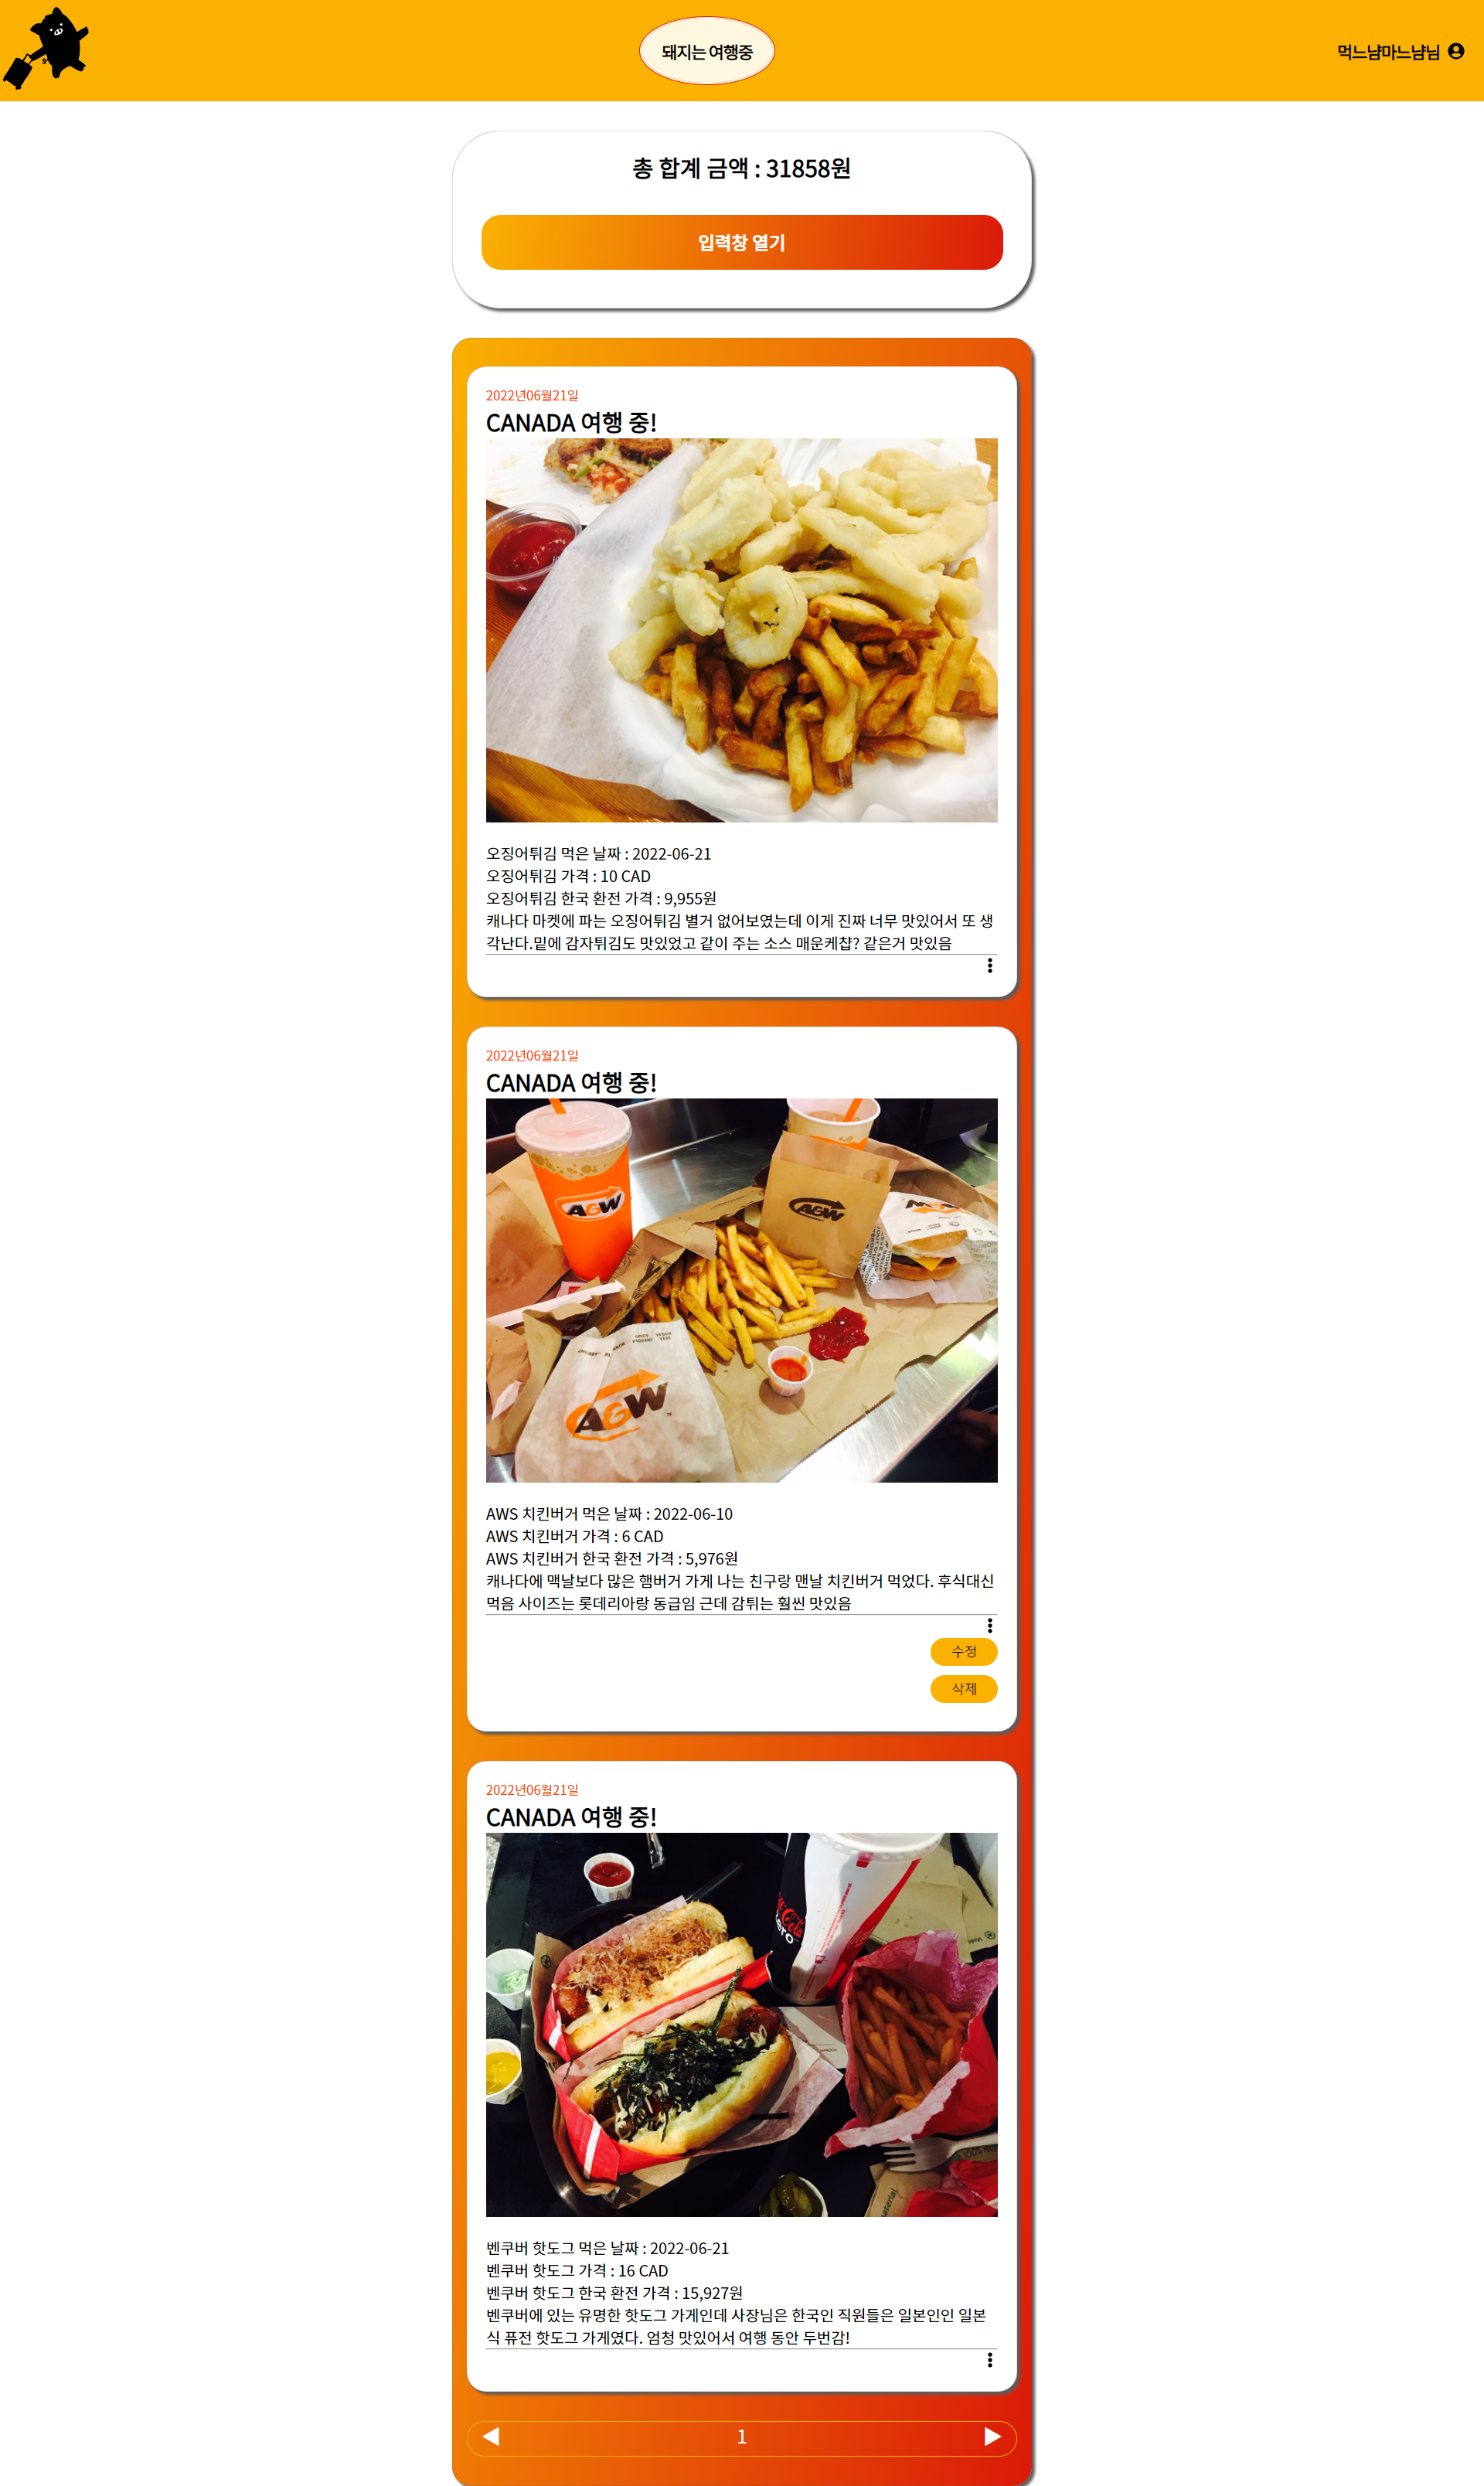 돼지는 여행중
먹느냠마느냠님
총 합계 금액 : 31858원
입력창 열기
2022년06월21일
CANADA 여행 중!
오징어튀김 먹은 날짜 : 2022-06-21
오징어튀김 가격 : 10 CAD
오징어튀김 한국 환전 가격 : 9,955원
캐나다 마켓에 파는 오징어튀김 별거 없어보였는데 이게 진짜 너무 맛있어서 또 생
각난다.밑에 감자튀김도 맛있었고 같이 주는 소스 매운케챱? 같은거 맛있음
2022년06월21일
CANADA 여행 중!
A&W
A&W
A&W
AWS 치킨버거 먹은 날짜 : 2022-06-10
AWS 치킨버거 가격 : 6 CAD
AWS 치킨버거 한국 환전 가격 : 5,976원
캐나다에 맥날보다 많은 햄버거 가게 나는 친구랑 맨날 치킨버거 먹었다. 후식대신
먹음 사이즈는 롯데리아랑 동급임 근데 감튀는 훨씬 맛있음
수정
삭제
2022년06월21일
CANADA 여행 중!
벤쿠버 핫도그 먹은 날짜 : 2022-06-21
벤쿠버 핫도그 가격 : 16 CAD
벤쿠버 핫도그 한국 환전 가격 : 15,927원
벤쿠버에 있는 유명한 핫도그 가게인데 사장님은 한국인 직원들은 일본인인 일본
식 퓨전 핫도그 가게였다. 엄청 맛있어서 여행 동안 두번감!
◀ 1 ▶